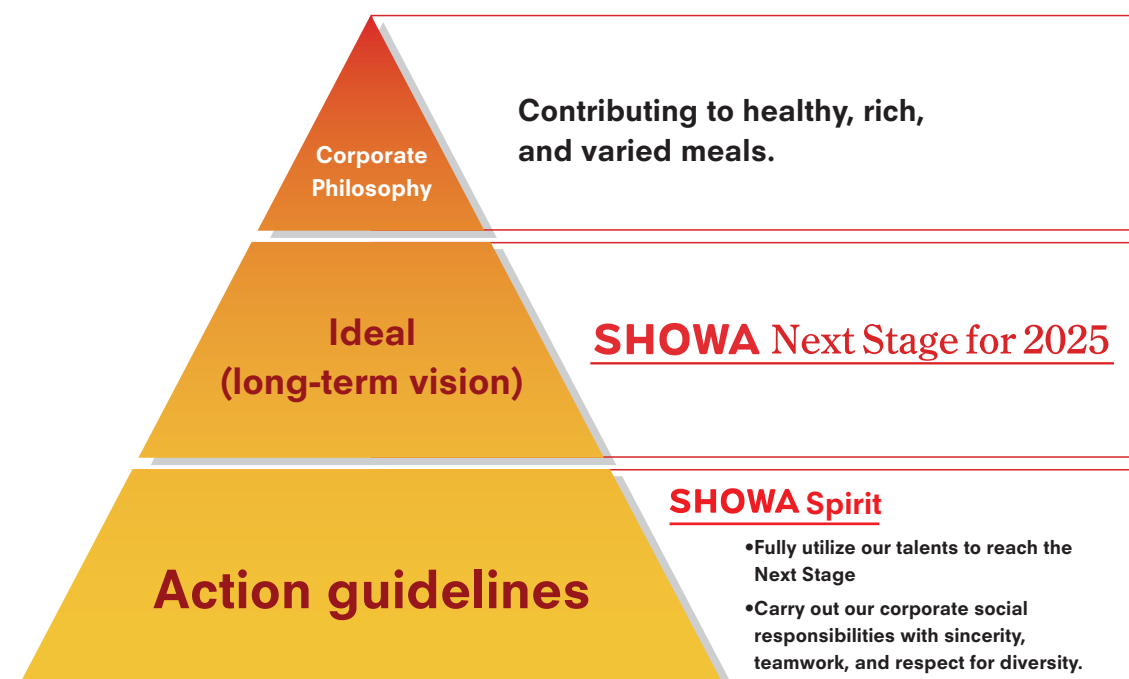 Corporate
Philosophy
Contributing to healthy, rich,
and varied meals.
Ideal
(long-term vision)
SHOWA Next Stage for 2025
Action guidelines
SHOWA Spirit
•Fully utilize our talents to reach the
Next Stage
•Carry out our corporate social
responsibilities with sincerity,
teamwork, and respect for diversity.